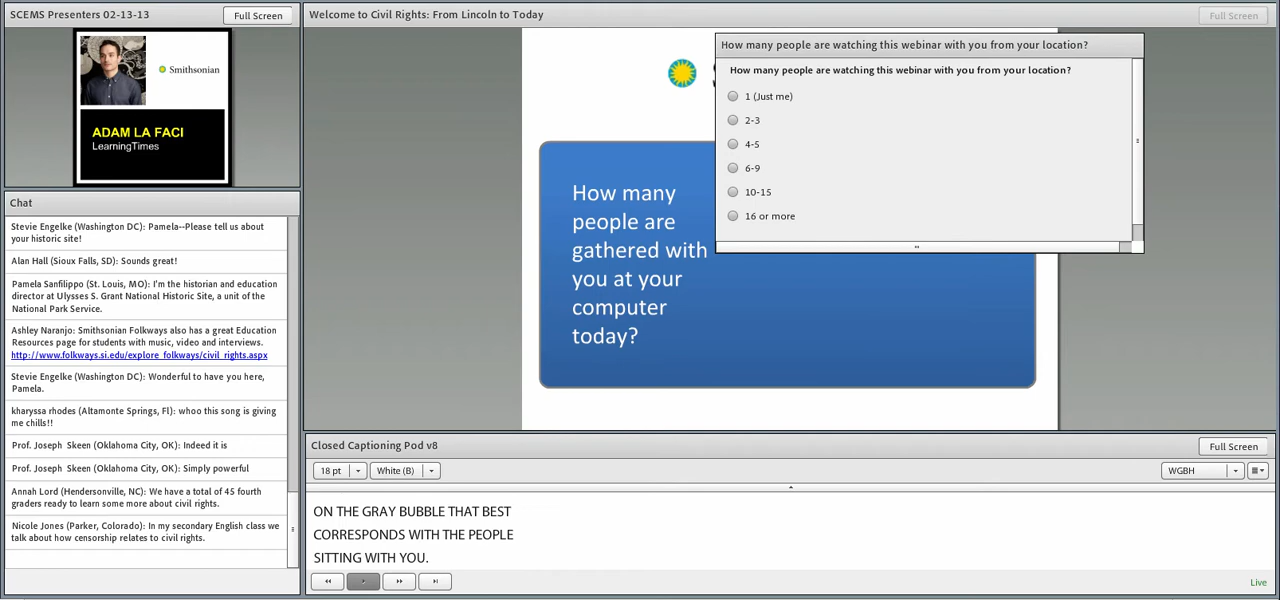 SCEMS Presenters 02-13-13
Full Screen
Smithsonian
ADAM LA FACI
LearningTimes
Chat
Stevie Engelke (Washington DC): Pamela--Please tell us about
your historic site!
Alan Hall (Sioux Falls, SD): Sounds great!
Pamela Sanfilippo (St. Louis, MO): I'm the historian and education
director at Ulysses S. Grant National Historic Site, a unit of the
National Park Service.
Ashley Naranjo: Smithsonian Folkways also has a great Education
Resources page for students with music, video and interviews.
http://www.folkways.si.edu/explore_folkways/civil_rights.aspx
Stevie Engelke (Washington DC): Wonderful to have you here,
Pamela.
kharyssa rhodes (Altamonte Springs, Fl): whoo this song is giving
me chills!!
Prof. Joseph Skeen (Oklahoma City, OK): Indeed it is
Prof. Joseph Skeen (Oklahoma City, OK): Simply powerful
Annah Lord (Hendersonville, NC): We have a total of 45 fourth
graders ready to learn some more about civil rights.
Nicole Jones (Parker, Colorado): In my secondary English class we
talk about how censorship relates to civil rights.
Welcome to Civil Rights: From Lincoln to Today
Full Screen
How many
people are
gathered with
you at your
computer
today?
How many people are watching this webinar with you from your location?
How many people are watching this webinar with you from your location?
1 (Just me)
2-3
4-5
6-9
10-15
16 or more
Closed Captioning Pod v8
Full Screen
18 pt
White (B)
WGBH
ON THE GRAY BUBBLE THAT BEST
CORRESPONDS WITH THE PEOPLE
SITTING WITH YOU.
Live